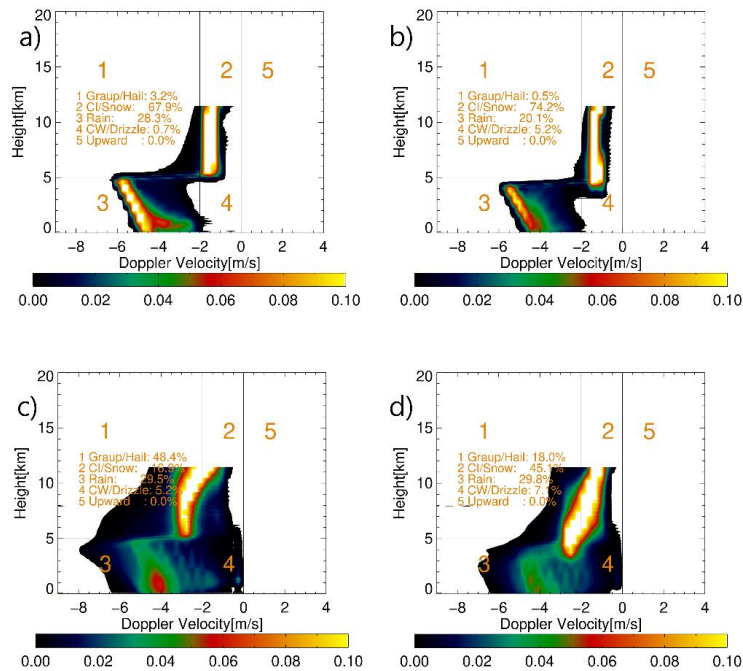 a)
20
15
10
5
0
Height[km]
1
2
5
1 Graup/Hail: 3.2%
2 CI/Snow: 67.9%
3 Rain: 28.3%
4 CW/Drizzle: 0.7%
5 Upward : 0.0%
3
4
−8 −6 −4 −2 0 2 4
Doppler Velocity[m/s]
0.00 0.02 0.04 0.06 0.08 0.10
b)
20
15
10
5
0
Height[km]
1
2
5
1 Graup/Hail: 0.5%
2 CI/Snow: 74.2%
3 Rain: 20.1%
4 CW/Drizzle: 5.2%
5 Upward : 0.0%
3
4
−8 −6 −4 −2 0 2 4
Doppler Velocity[m/s]
0.00 0.02 0.04 0.06 0.08 0.10
c)
20
15
10
5
0
Height[km]
1
2
5
1 Graup/Hail: 48.4%
2 CI/Snow: 16.9%
3 Rain: 29.5%
4 CW/Drizzle: 5.2%
5 Upward : 0.0%
3
4
−8 −6 −4 −2 0 2 4
Doppler Velocity[m/s]
0.00 0.02 0.04 0.06 0.08 0.10
d)
20
15
10
5
0
Height[km]
1
2
5
1 Graup/Hail: 18.0%
2 CI/Snow: 45.1%
3 Rain: 29.8%
4 CW/Drizzle: 7.1%
5 Upward : 0.0%
3
4
−8 −6 −4 −2 0 2 4
Doppler Velocity[m/s]
0.00 0.02 0.04 0.06 0.08 0.10